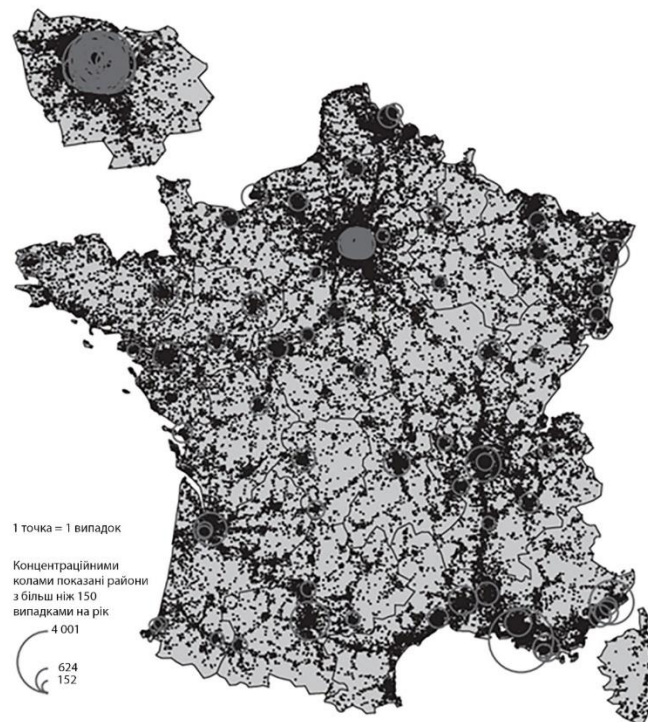 1 точка = 1 випадок
Концентраційними
колами показані райони
з більш ніж 150
випадками на рік
4 001
624
152